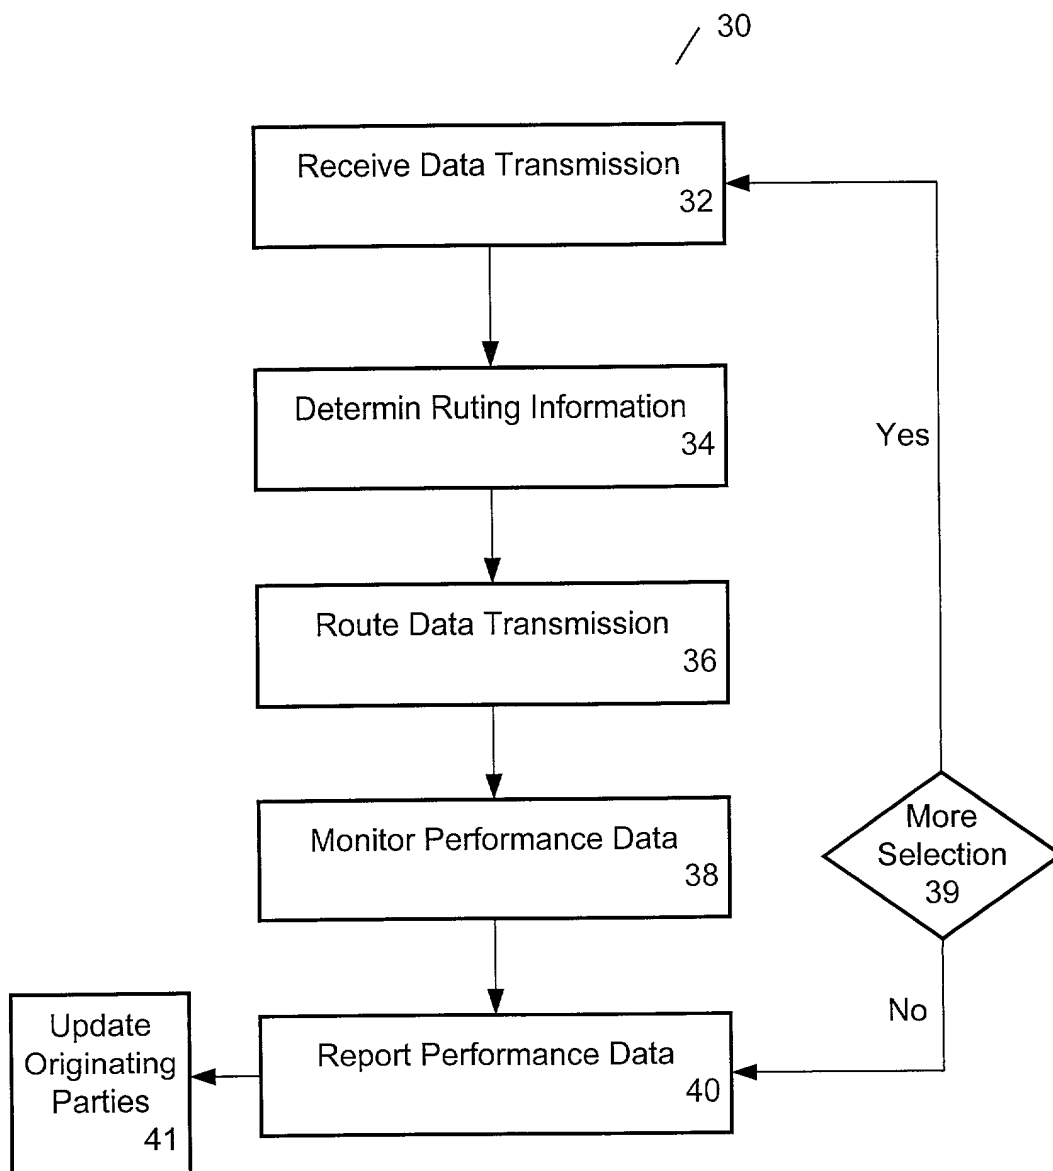 30
Receive Data Transmission
32
Determin Ruting Information
34
Yes
Route Data Transmission
36
More
Selection
39
Monitor Performance Data
38
No
Update
Originating
Parties
41
Report Performance Data
40